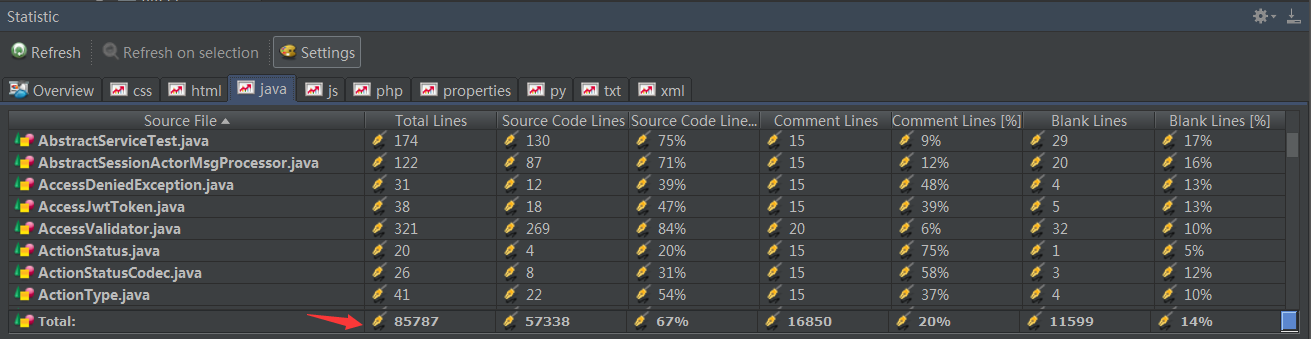 Statistic
Refresh Refresh on selection Settings
Overview css html java js php properties py txt xml
Source File Total Lines Source Code Lines Source Code Line... Comment Lines Comment Lines [%] Blank Lines Blank Lines [%]
AbstractServiceTest.java 174 130 75% 15 9% 29 17%
AbstractSessionActorMsgProcessor.java 122 87 71% 15 12% 20 16%
AccessDeniedException.java 31 12 39% 15 48% 4 13%
AccessJwtToken.java 38 18 47% 15 39% 5 13%
AccessValidator.java 321 269 84% 20 6% 32 10%
ActionStatus.java 20 4 20% 15 75% 1 5%
ActionStatusCodec.java 26 8 31% 15 58% 3 12%
ActionType.java 41 22 54% 15 37% 4 10%
Total: 85787 57338 67% 16850 20% 11599 14%